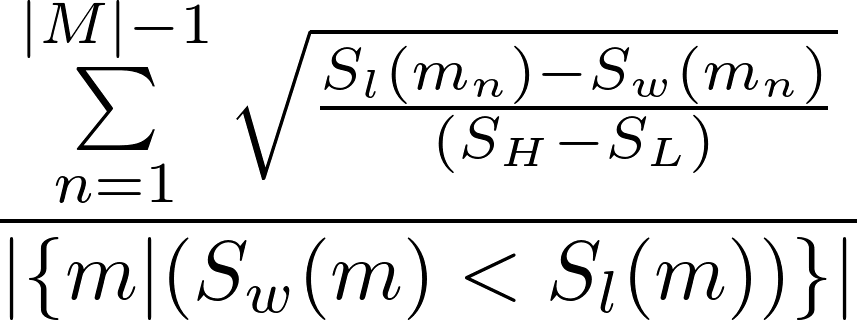 |M|−1
∑ √
S_l(m_n)−S_w(m_n)
(S_H−S_L)
n=1
|{m|(S_w(m) < S_l(m))}|